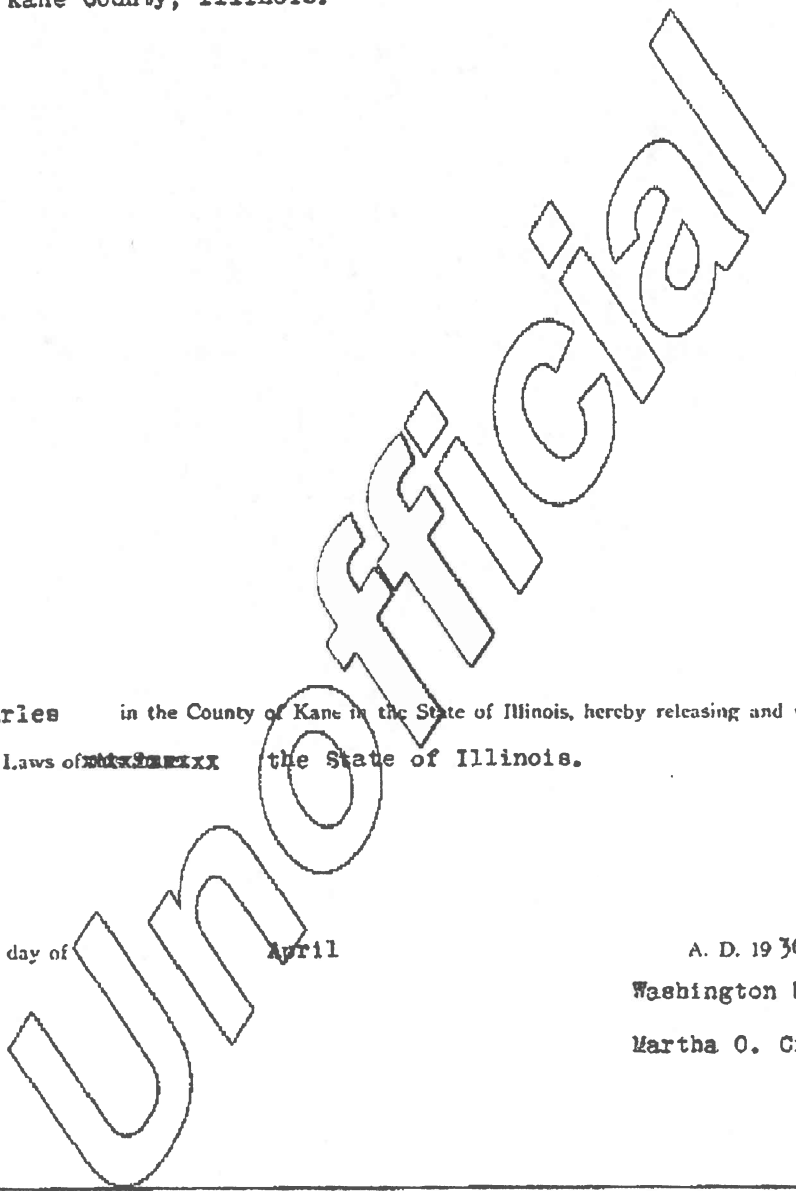 Kane County, Illinois.
Unofficial
rles in the County of Kane in the State of Illinois, hereby releasing and
Laws of the State of Illinois.
day of April A. D. 19
Washington
Martha O.